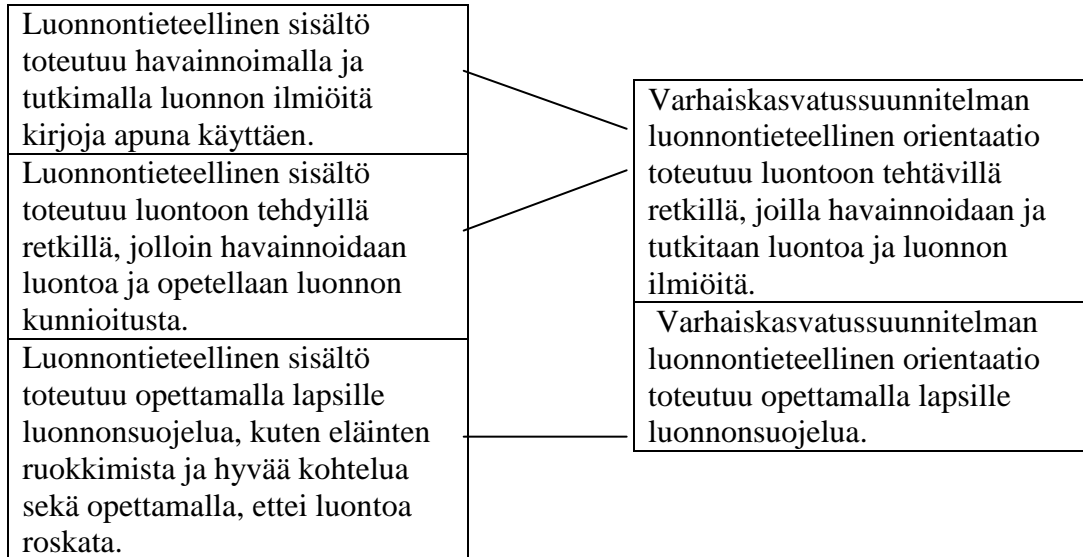 Luonnontieteellinen sisältö
toteutuu havainnoimalla ja
tutkimalla luonnon ilmiöitä
kirjoja apuna käyttäen.
Luonnontieteellinen sisältö
toteutuu luontoon tehdyillä
retkillä, jolloin havainnoidaan
luontoa ja opetellaan luonnon
kunnioitusta.
Luonnontieteellinen sisältö
toteutuu opettamalla lapsille
luonnonsuojelua, kuten eläinten
ruokkimista ja hyvää kohtelua
sekä opettamalla, ettei luontoa
roskata.
Varhaiskasvatussuunnitelman
luonnontieteellinen orientaatio
toteutuu luontoon tehtävillä
retkillä, joilla havainnoidaan ja
tutkitaan luontoa ja luonnon
ilmiöitä.
Varhaiskasvatussuunnitelman
luonnontieteellinen orientaatio
toteutuu opettamalla lapsille
luonnonsuojelua.